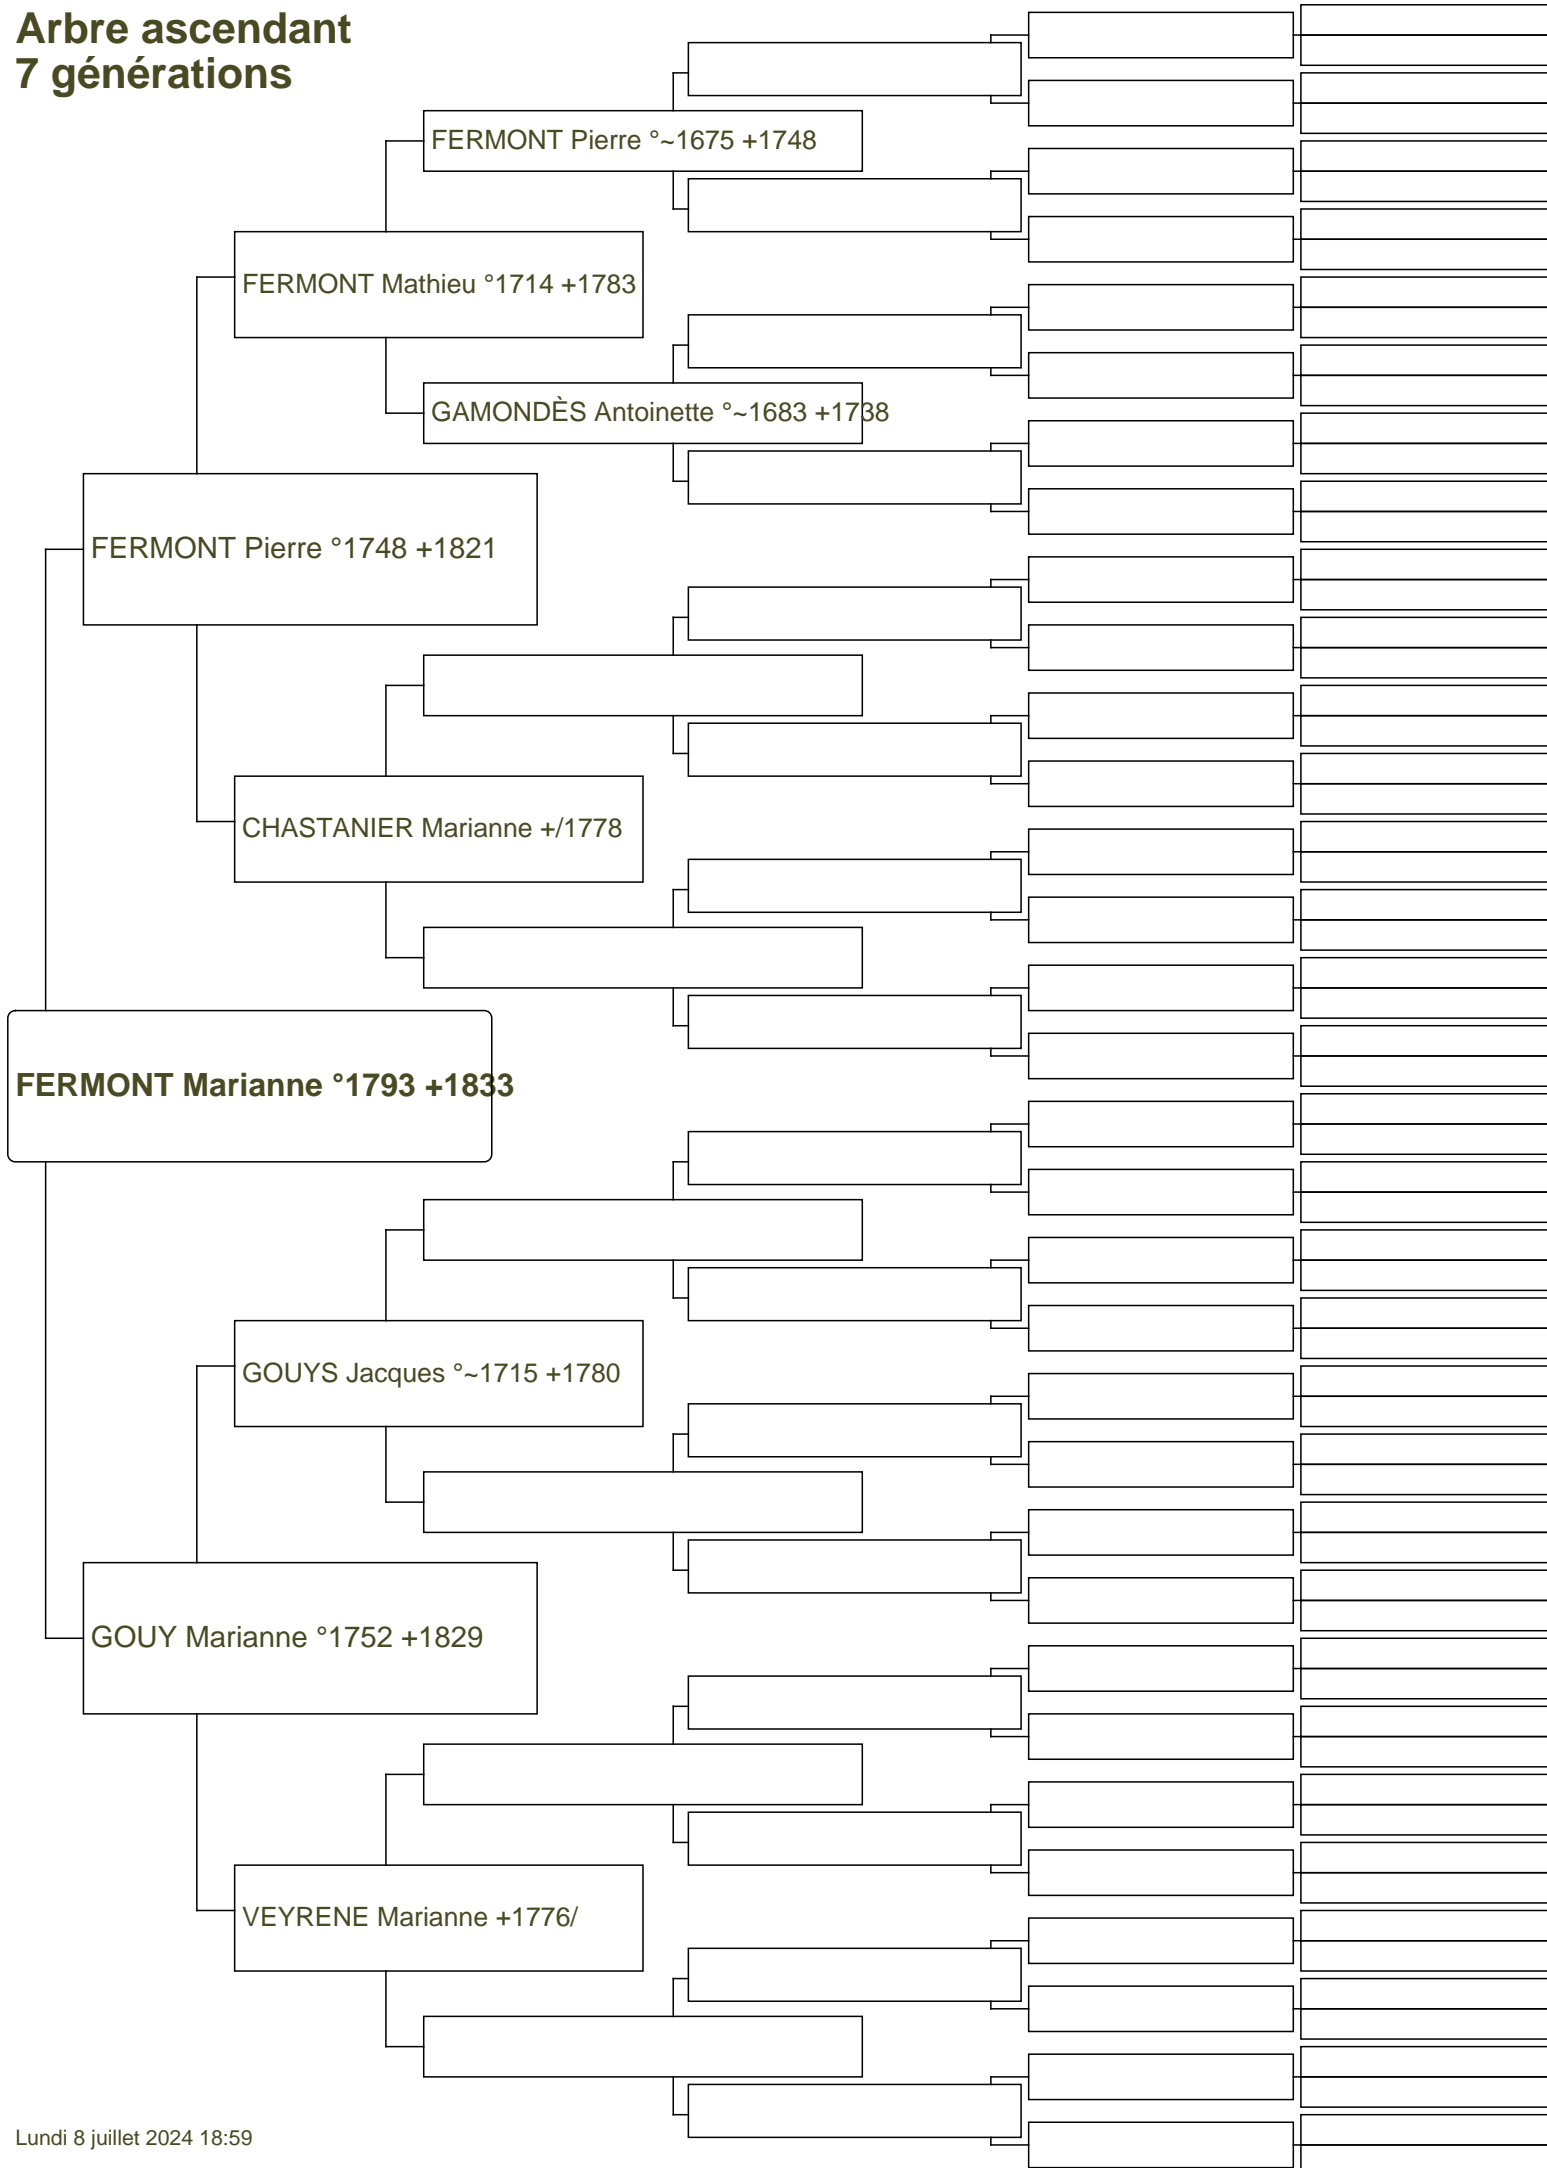 Arbre ascendant
7 générations
FERMONT Pierre °~1675 +1748
FERMONT Mathieu °1714 +1783
GAMONDÈS Antoinette °~1683 +1738
FERMONT Pierre °1748 +1821
CHASTANIER Marianne +/1778
FERMONT Marianne °1793 +1833
GOUYS Jacques °~1715 +1780
GOUY Marianne °1752 +1829
VEYRENE Marianne +1776/
Lundi 8 juillet 2024 18:59